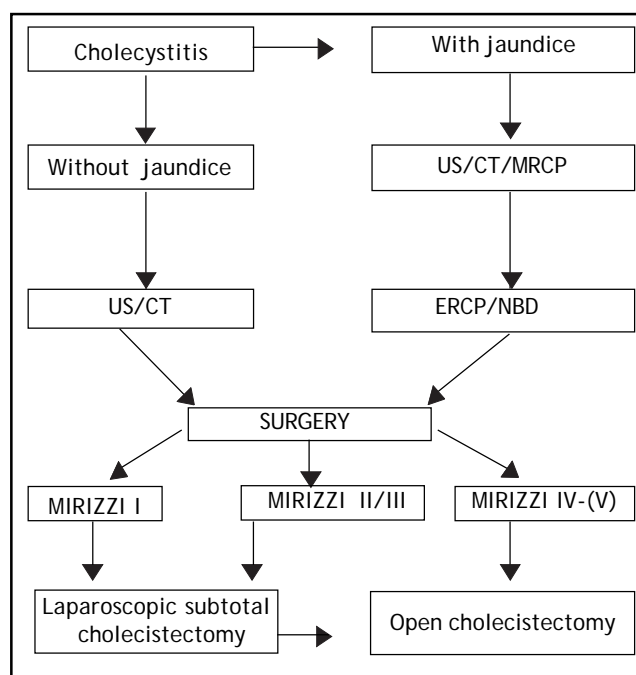 Cholecystitis
With jaundice
Without jaundice
US/CT/MRCP
US/CT
ERCP/NBD
SURGERY
MIRIZZI I
MIRIZZI II/III
MIRIZZI IV-(V)
Laparoscopic subtotal
cholecistectomy
Open cholecistectomy